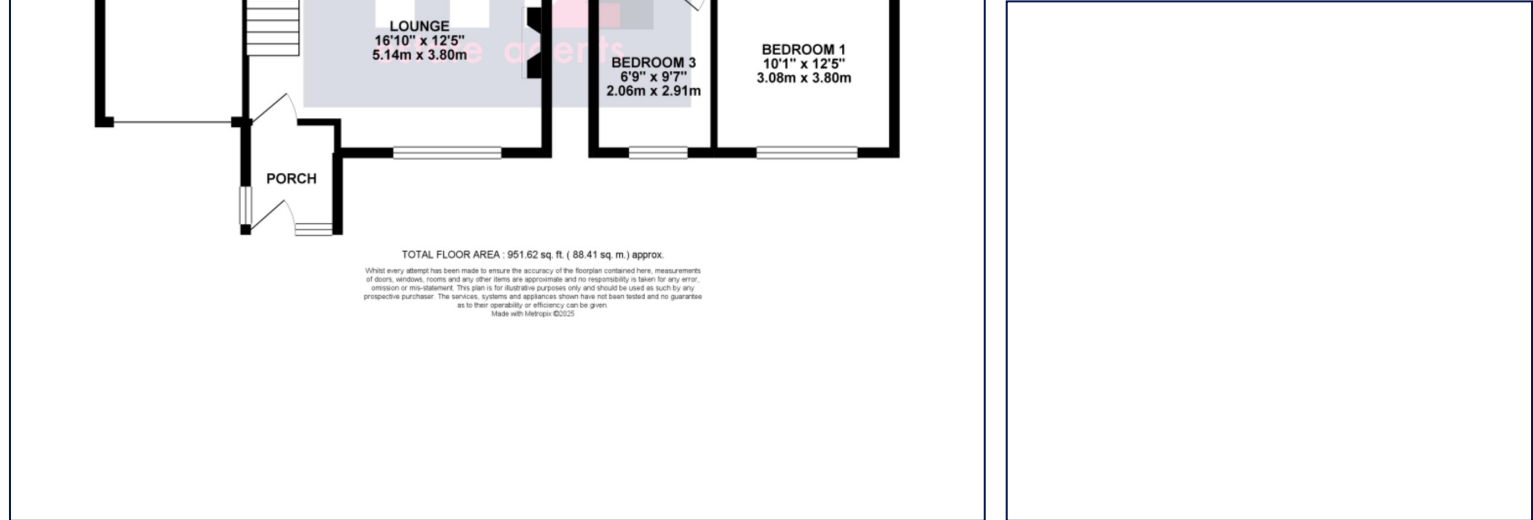 LOUNGE
16'10" x 12'5"
5.14m x 3.80m
estate agents
BEDROOM 3
6'9" x 9'7"
2.06m x 2.91m
BEDROOM 1
10'1" x 12'5"
3.08m x 3.80m
PORCH
TOTAL FLOOR AREA : 951.62 sq. ft. ( 88.41 sq. m.) approx.
Whilst every attempt has been made to ensure the accuracy of the floorplan contained here, measurements
of doors, windows, rooms and any other items are approximate and no responsibility is taken for any error,
omission or mis-statement. This plan is for illustrative purposes only and should be used as such by any
prospective purchaser. The services, systems and appliances shown have not been tested and no guarantee
as to their operability or efficiency can be given.
Made with Metropix ©2025